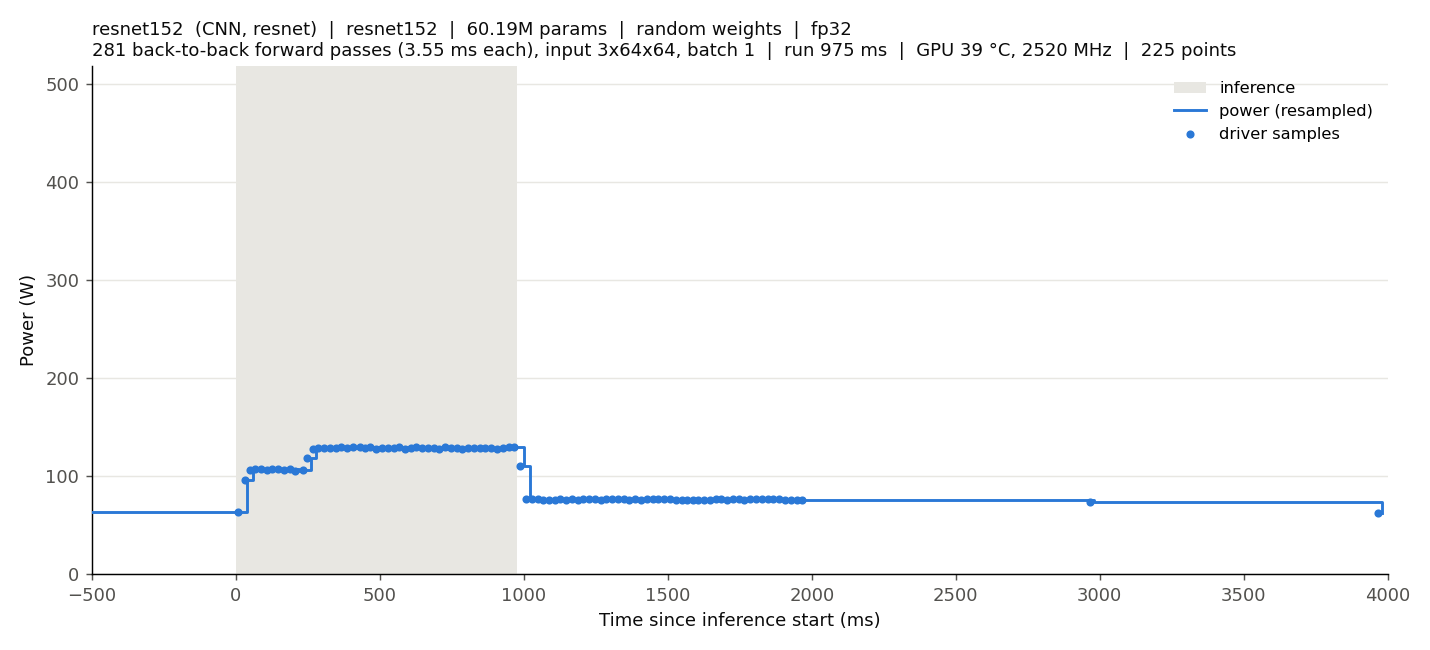 resnet152  (CNN, resnet)  |  resnet152  |  60.19M params  |  random weights  |  fp32
281 back-to-back forward passes (3.55 ms each), input 3x64x64, batch 1  |  run 975 ms  |  GPU 39 °C, 2520 MHz  |  225 points
inference
power (resampled)
driver samples
500
400
300
200
100
0
Power (W)
−500
0
500
1000
1500
2000
2500
3000
3500
4000
Time since inference start (ms)